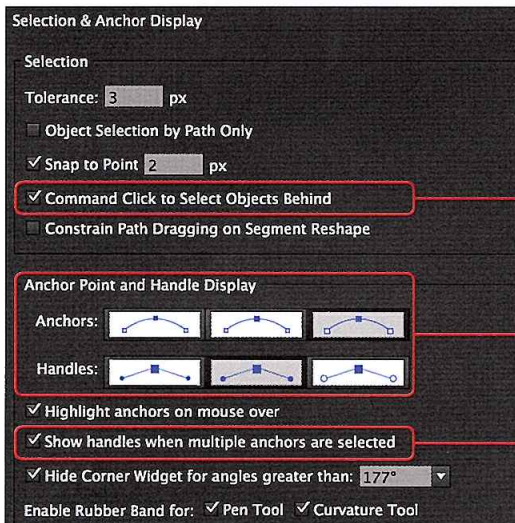 Selection & Anchor Display
Selection
Tolerance: 3 px
Object Selection by Path Only
Snap to Point 2 px
Command Click to Select Objects Behind
Constrain Path Dragging on Segment Reshape
Anchor Point and Handle Display
Anchors:
Handles:
Highlight anchors on mouse over
Show handles when multiple anchors are selected
Hide Corner Widget for angles greater than: 177°
Enable Rubber Band for: Pen Tool Curvature Tool